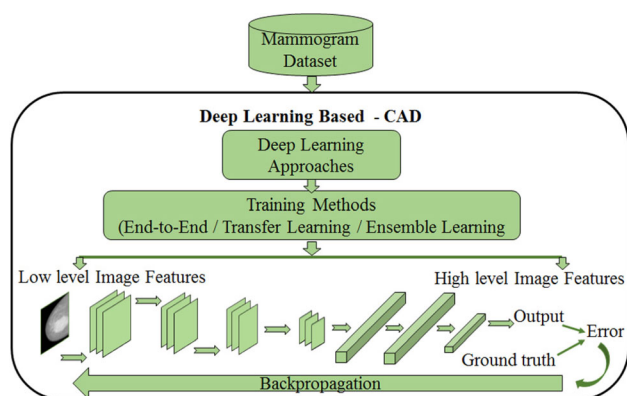 Mammogram
Dataset
Deep Learning Based - CAD
Deep Learning
Approaches
Training Methods
(End-to-End / Transfer Learning / Ensemble Learning
Low level Image Features
High level Image Features
Output
Error
Ground truth
Backpropagation